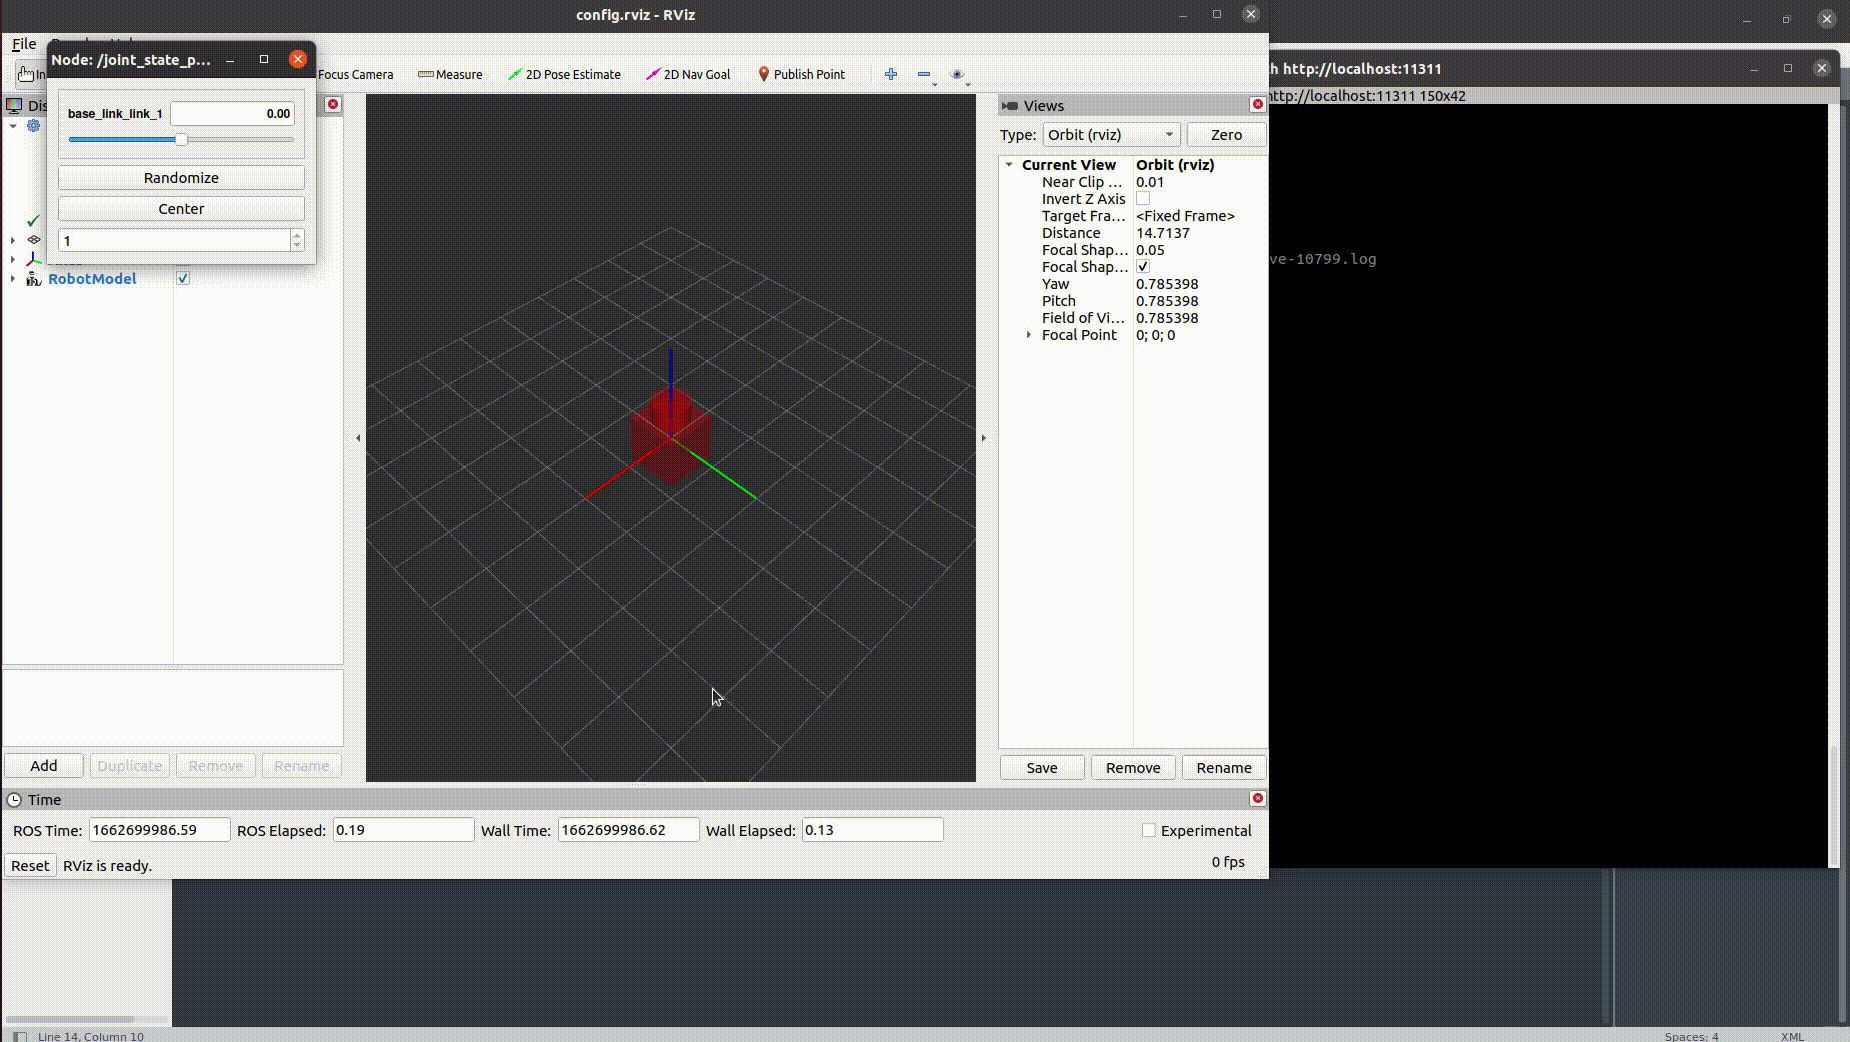 config.rviz - RViz
File
Node: /joint_state_p...
h http://localhost:11311
Focus Camera
Measure
2D Pose Estimate
2D Nav Goal
Publish Point
http://localhost:11311 150x42
base_link_link_1
0.00
Randomize
Center
1
RobotModel
Views
Type:
Orbit (rviz)
Zero
Current View Orbit (rviz)
Near Clip ... 0.01
Invert Z Axis
Target Fra... <Fixed Frame>
Distance 14.7137
Focal Shap... 0.05
Focal Shap...
Yaw 0.785398
Pitch 0.785398
Field of Vi... 0.785398
Focal Point 0; 0; 0
ve-10799.log
Add
Duplicate
Remove
Rename
Save
Remove
Rename
Time
ROS Time: 1662699986.59 ROS Elapsed: 0.19 Wall Time: 1662699986.62 Wall Elapsed: 0.13 Experimental
Reset
RViz is ready.
0 fps
Line 14, Column 10
Spaces: 4
XML